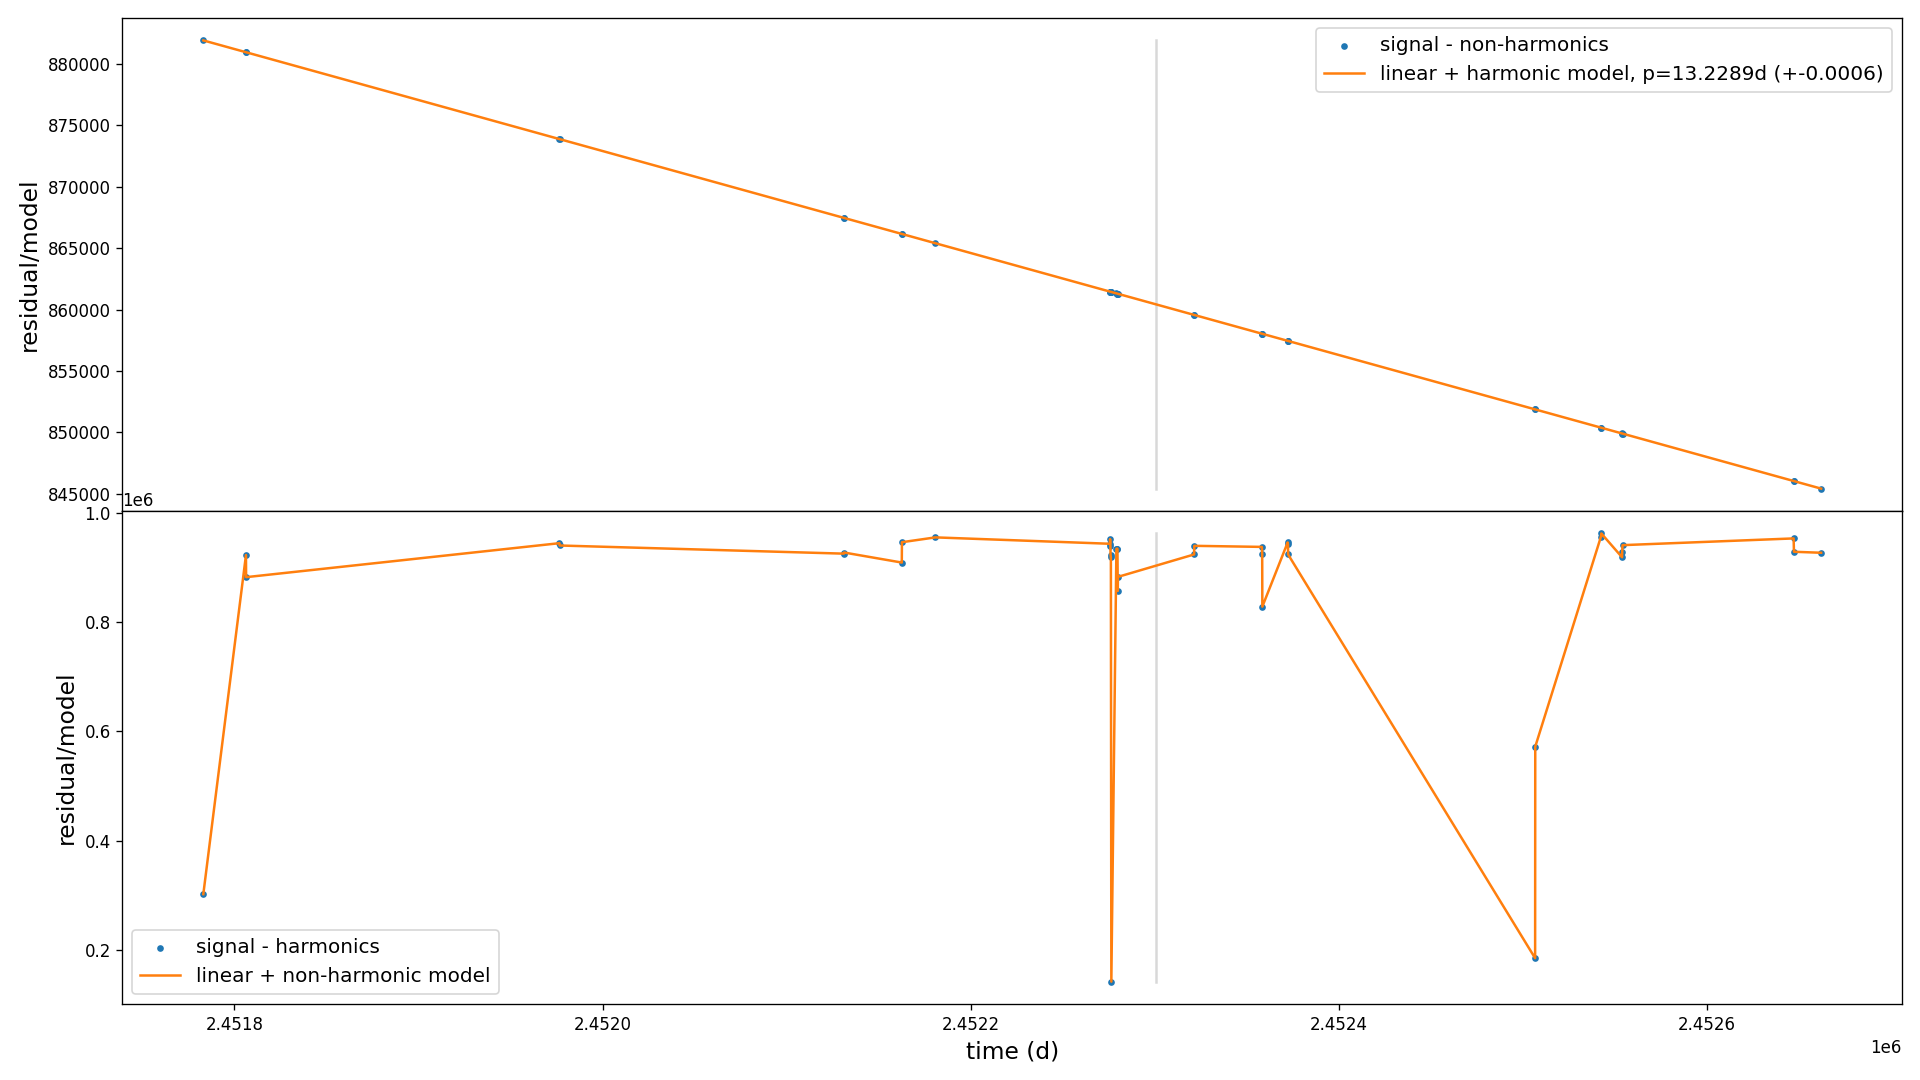 880000
875000
870000
865000
860000
855000
850000
845000
residual/model
signal - non-harmonics
linear + harmonic model, p=13.2289d (+-0.0006)
1e6
1.0
0.8
0.6
0.4
0.2
residual/model
signal - harmonics
linear + non-harmonic model
2.4518
2.4520
2.4522
2.4524
2.4526
time (d)
1e6